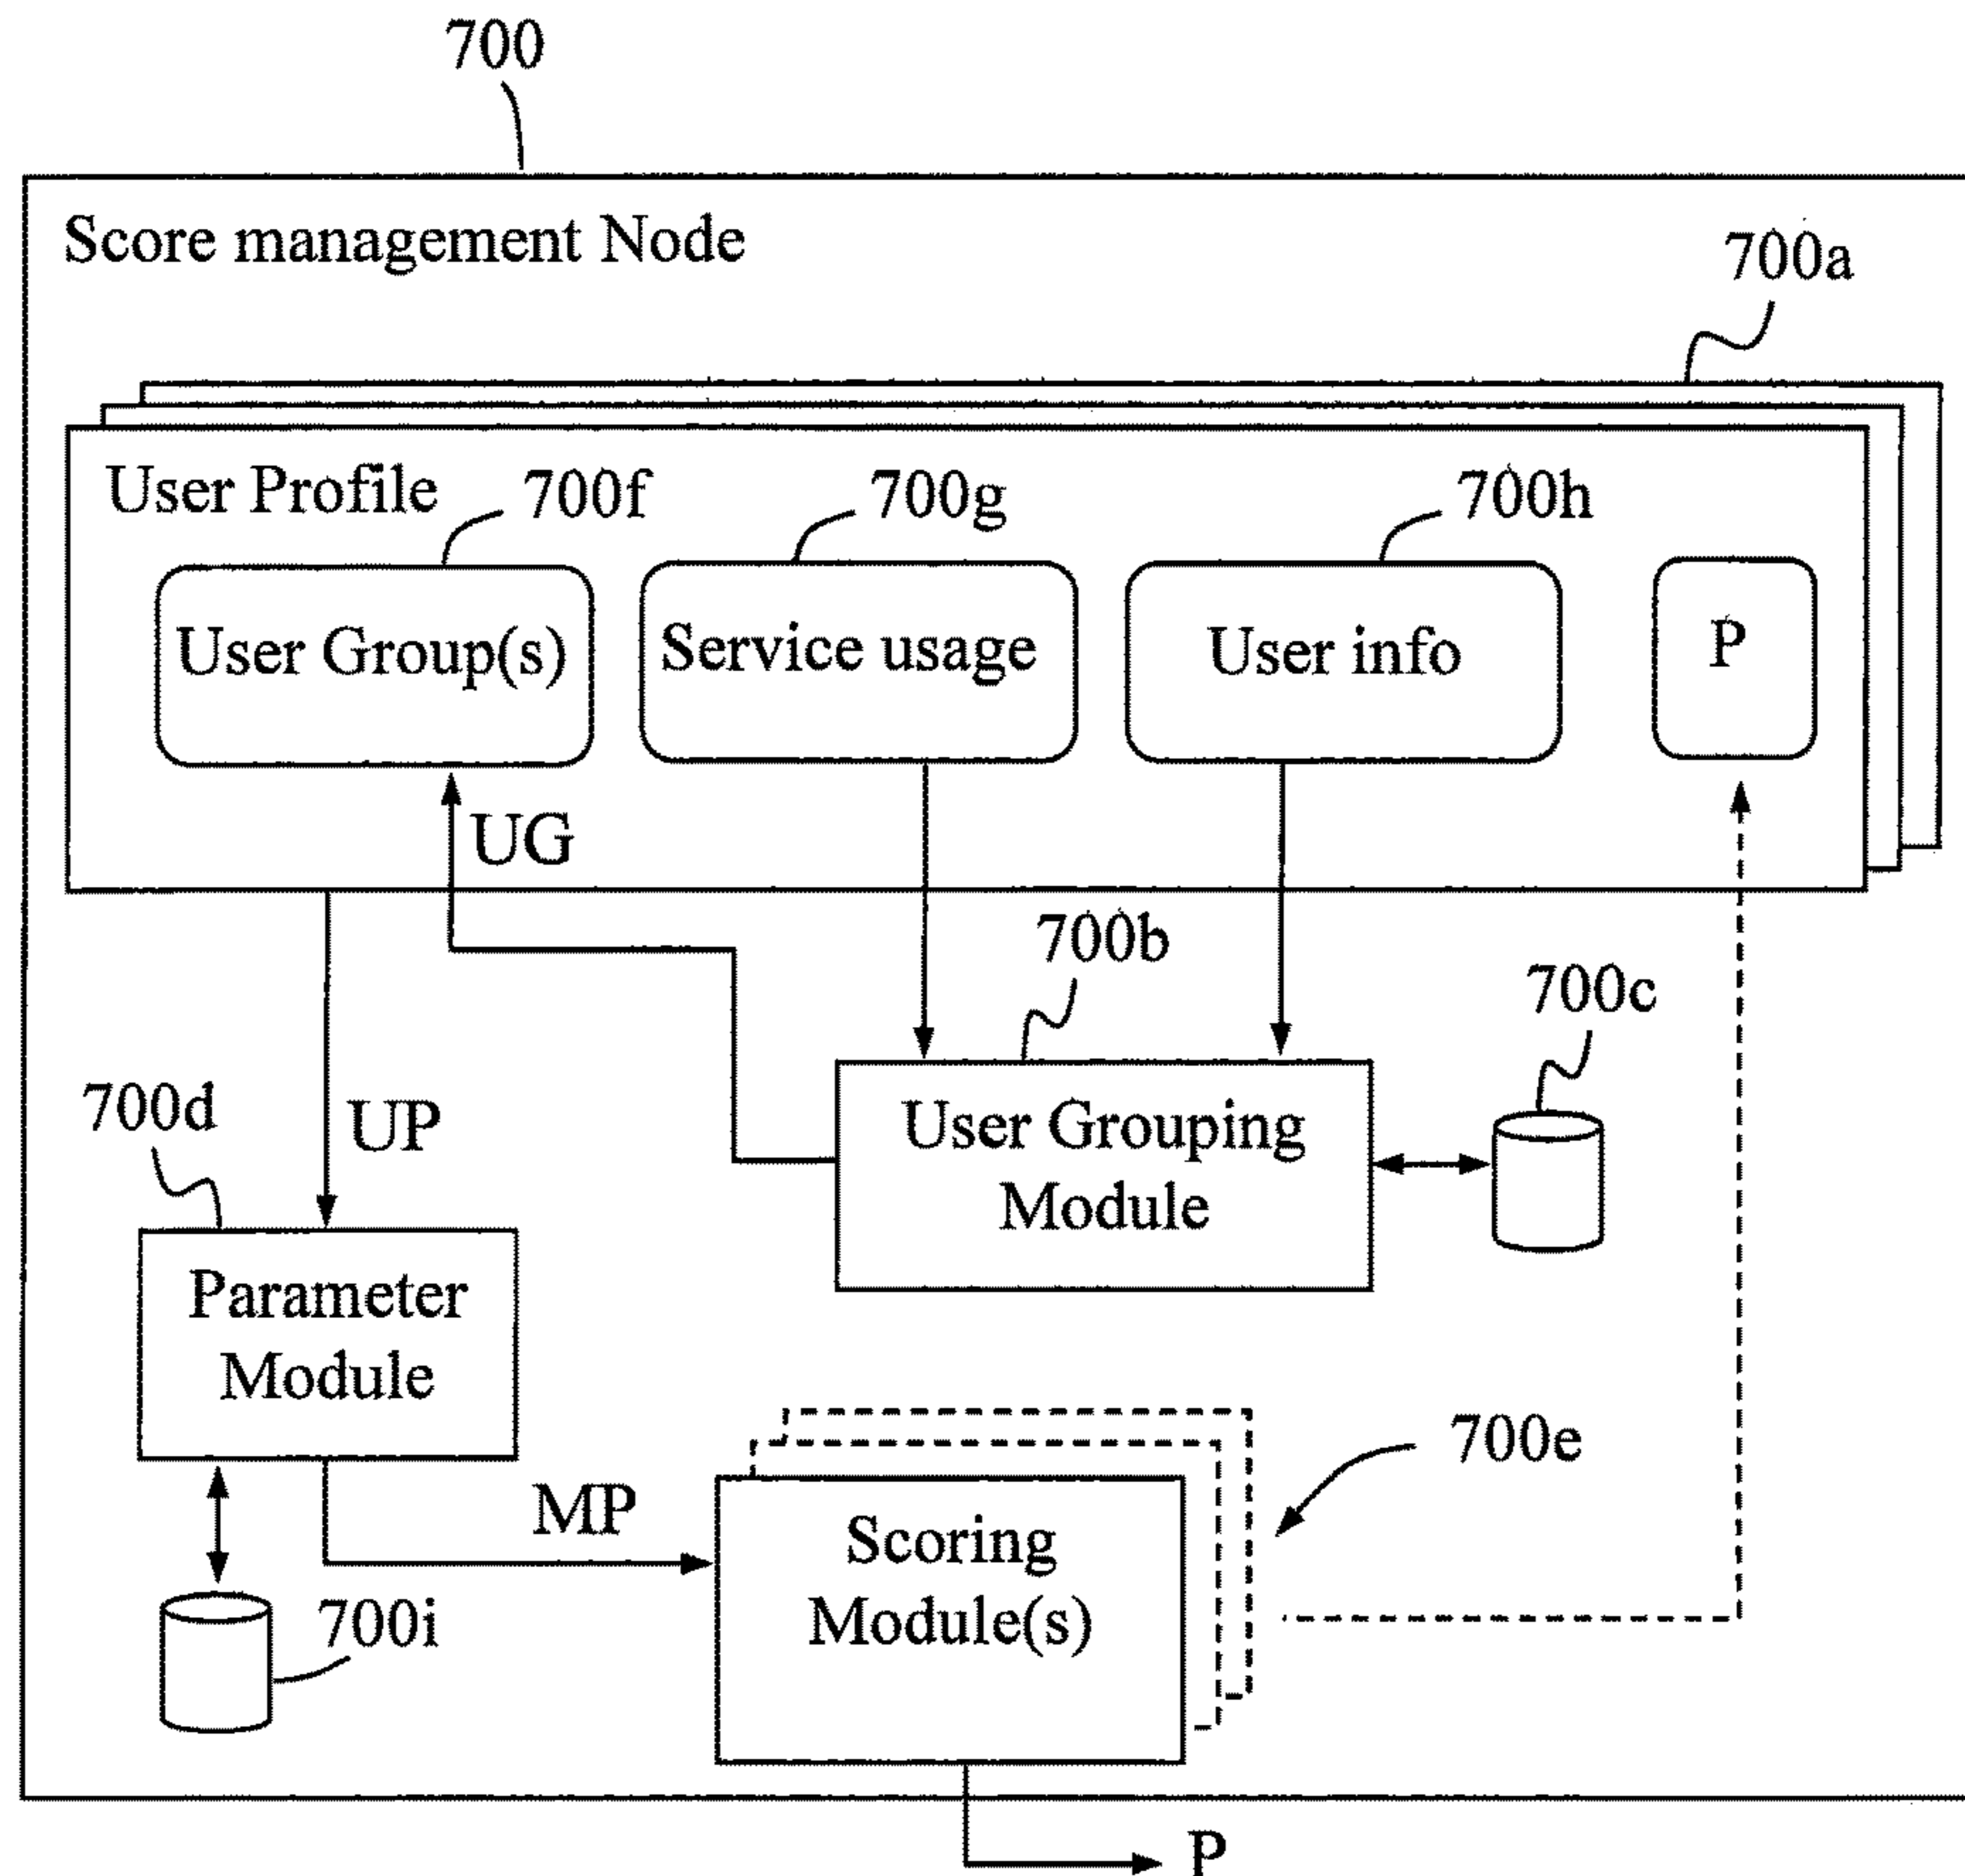 700
Score management Node
700a
User Profile
700f
700g
700h
User Group(s)
Service usage
User info
P
UG
700b
700c
700d
UP
User Grouping
Module
Parameter
Module
700e
MP
Scoring
Module(s)
700i
P